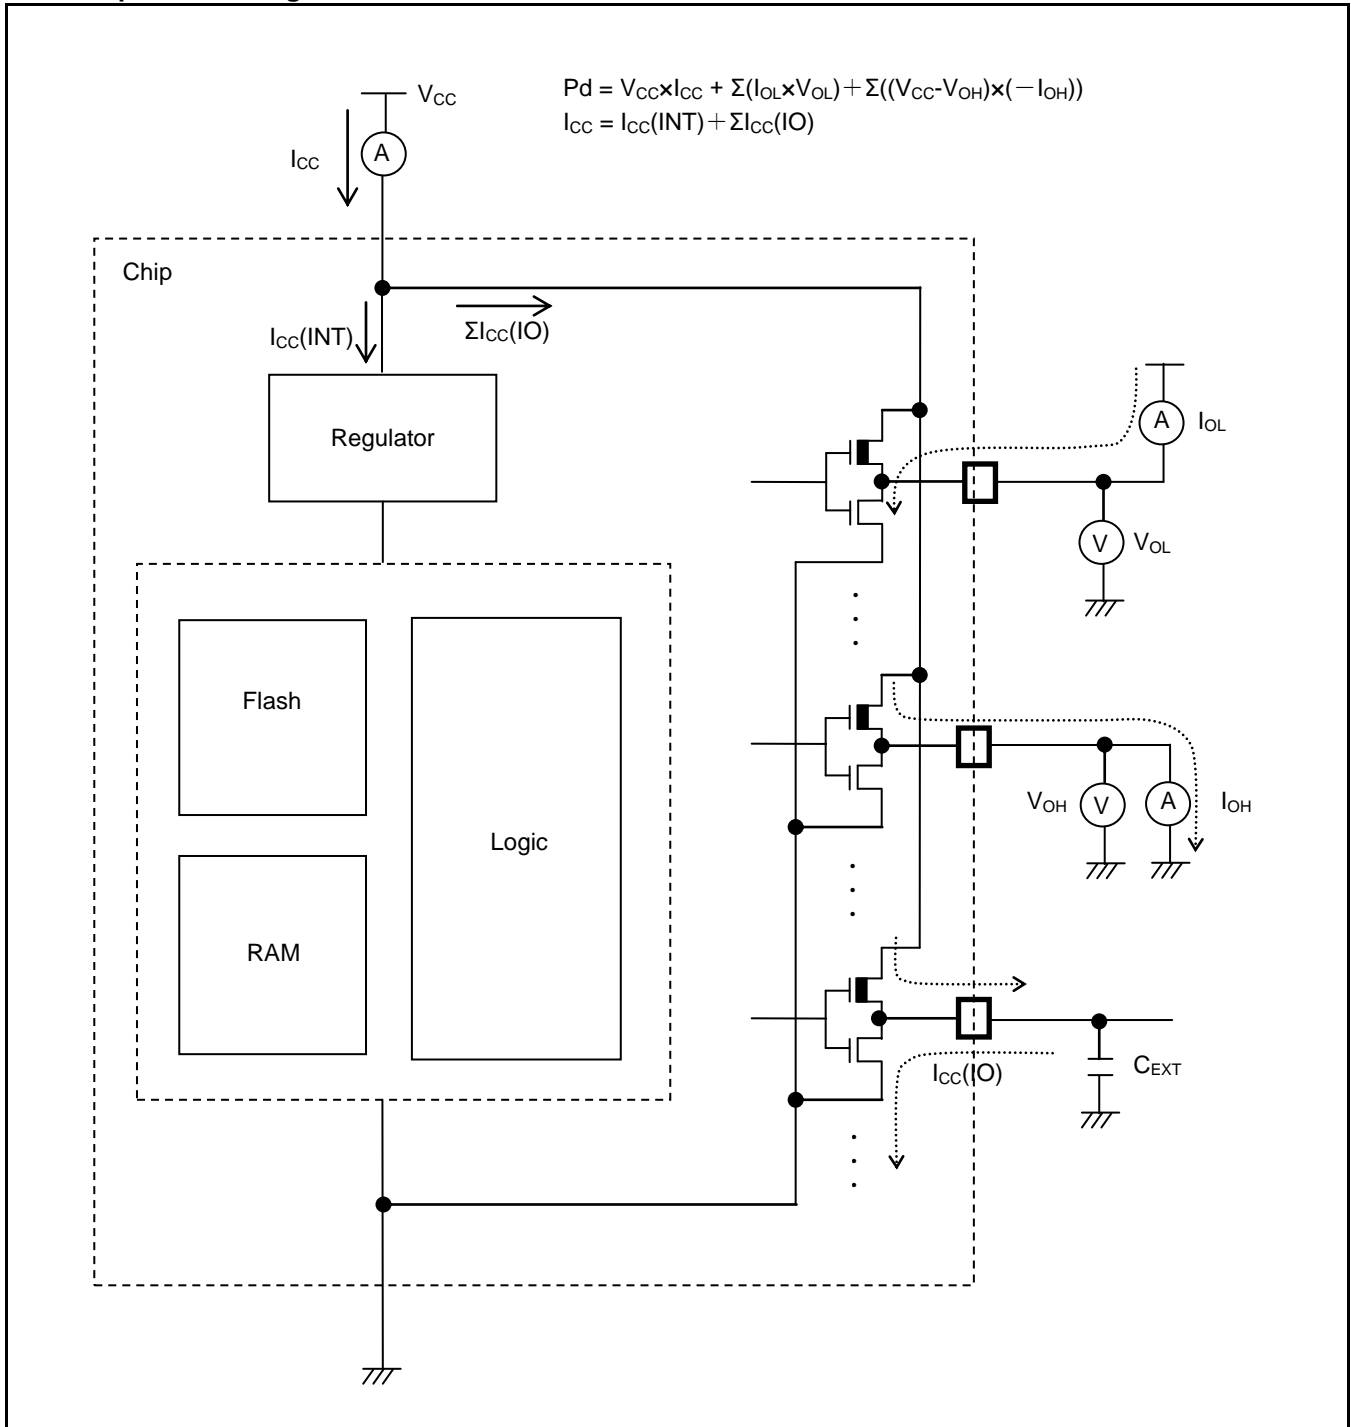 Pd = VCC×ICC + Σ(IOL×VOL)+Σ((VCC-VOH)×(-IOH))
ICC = ICC(INT)+ΣICC(IO)
VCC
A
ICC
Chip
ICC(INT)
ΣICC(IO)
Regulator
A
IOL
V
VOL
Flash
Logic
RAM
VOH
V
A
IOH
ICC(IO)
CEXT